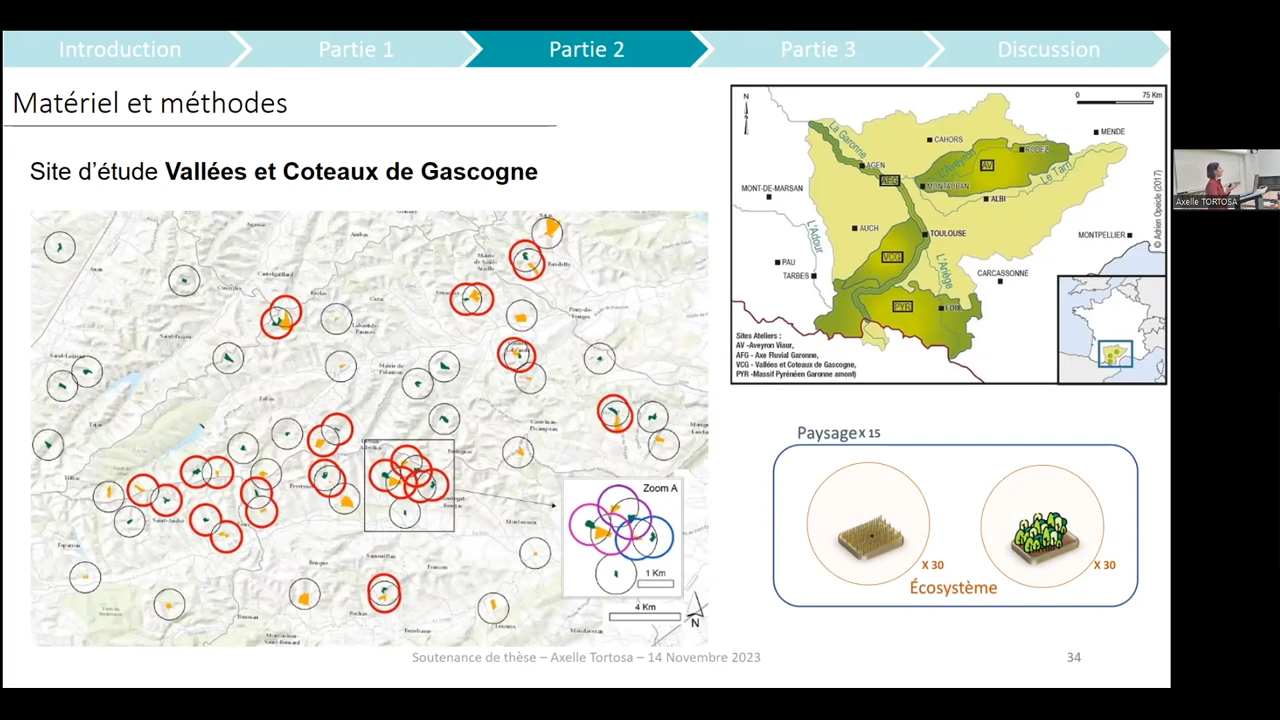 Introduction
Partie 1
Partie 2
Partie 3
Discussion
Matériel et méthodes
Site d'étude Vallées et Coteaux de Gascogne
Zoom A
1 Km
4 Km
N
N
0 75 Km
La Garonne
CAHORS
MENDE
L'Aveyron
RODEZ
AV
AGEN
AFG
MONTAUBAN
Le Tarn
ALBI
MONT-DE-MARSAN
AUCH
TOULOUSE
MONTPELLIER
L'Adour
VCG
L'Ariège
PAU
TARBES
CARCASSONNE
PYR
FOIX
Sites Ateliers :
AV -Aveyron Viaur,
AFG - Axe Fluvial Garonne,
VCG - Vallées et Coteaux de Gascogne,
PYR -Massif Pyrénéen Garonne amont)
© Adrien Opeicle (2017)
Paysage x 15
X 30
X 30
Écosystème
Soutenance de thèse – Axelle Tortosa – 14 Novembre 2023
34
Axelle TORTOSA